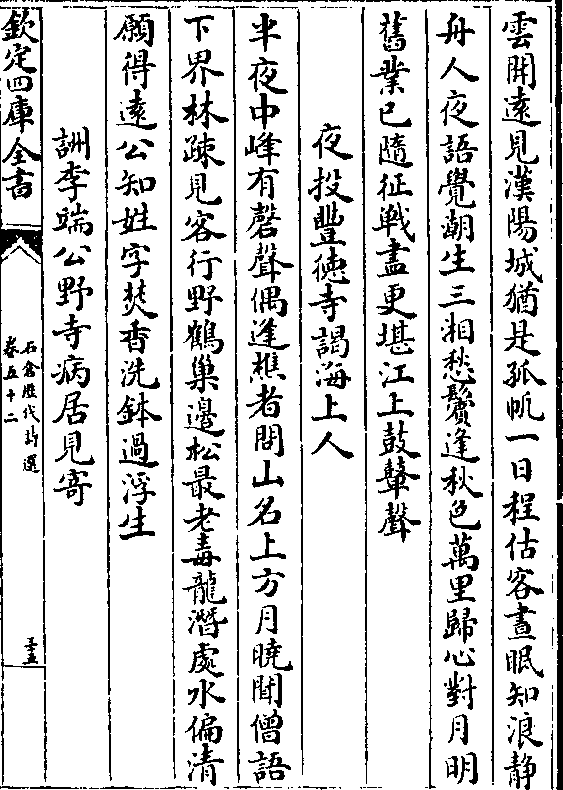 雲開遠見漢陽城猶是孤帆一日程估客晝眠知浪静
舟人夜語覺潮生三湘愁鬢逢秋色萬里歸心對月明
舊業已隨征戰盡更堪江上鼓鼙聲
夜投豐徳寺謁海上人
半夜中峰有磬聲偶逢樵者問山名上方月曉聞僧語
下界林疎見客行野鶴巢邉松最老毒龍潛處水偏清
願得逺公知姓字焚香洗鉢過浮生
詶李端公野寺病居見寄
欽定四庫全書
石倉歴代詩選
卷五十二
三五